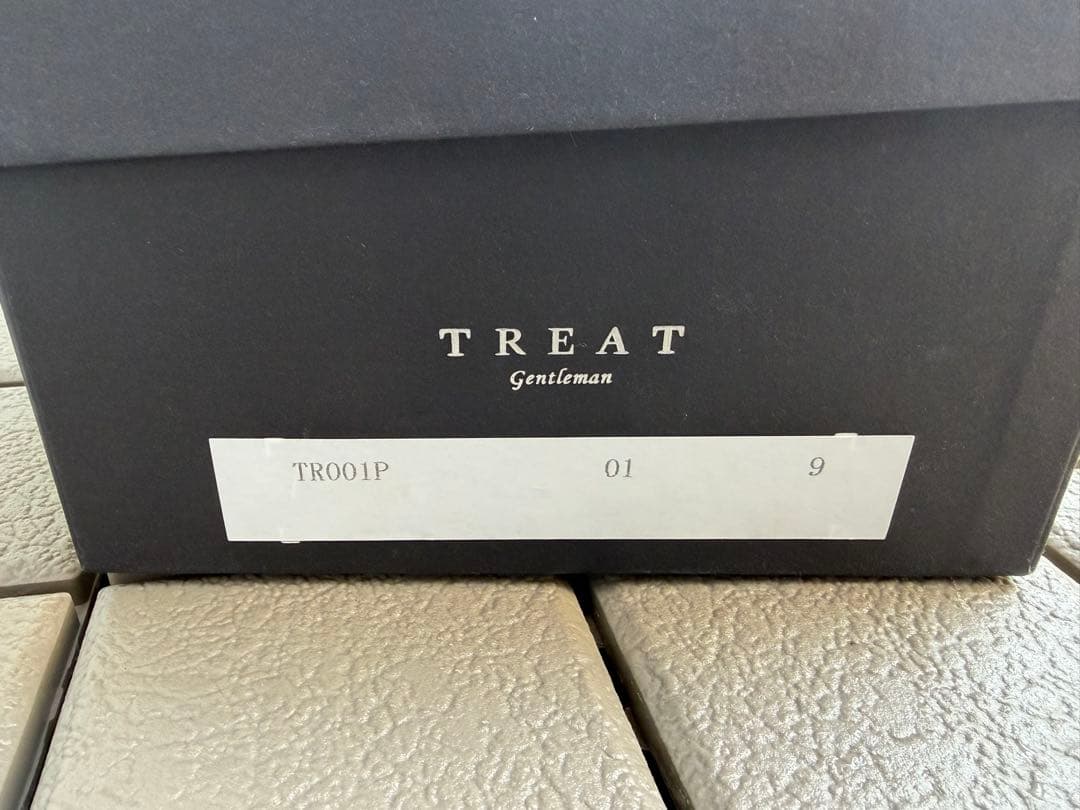 TREAT
Gentleman
TR001P 01 9